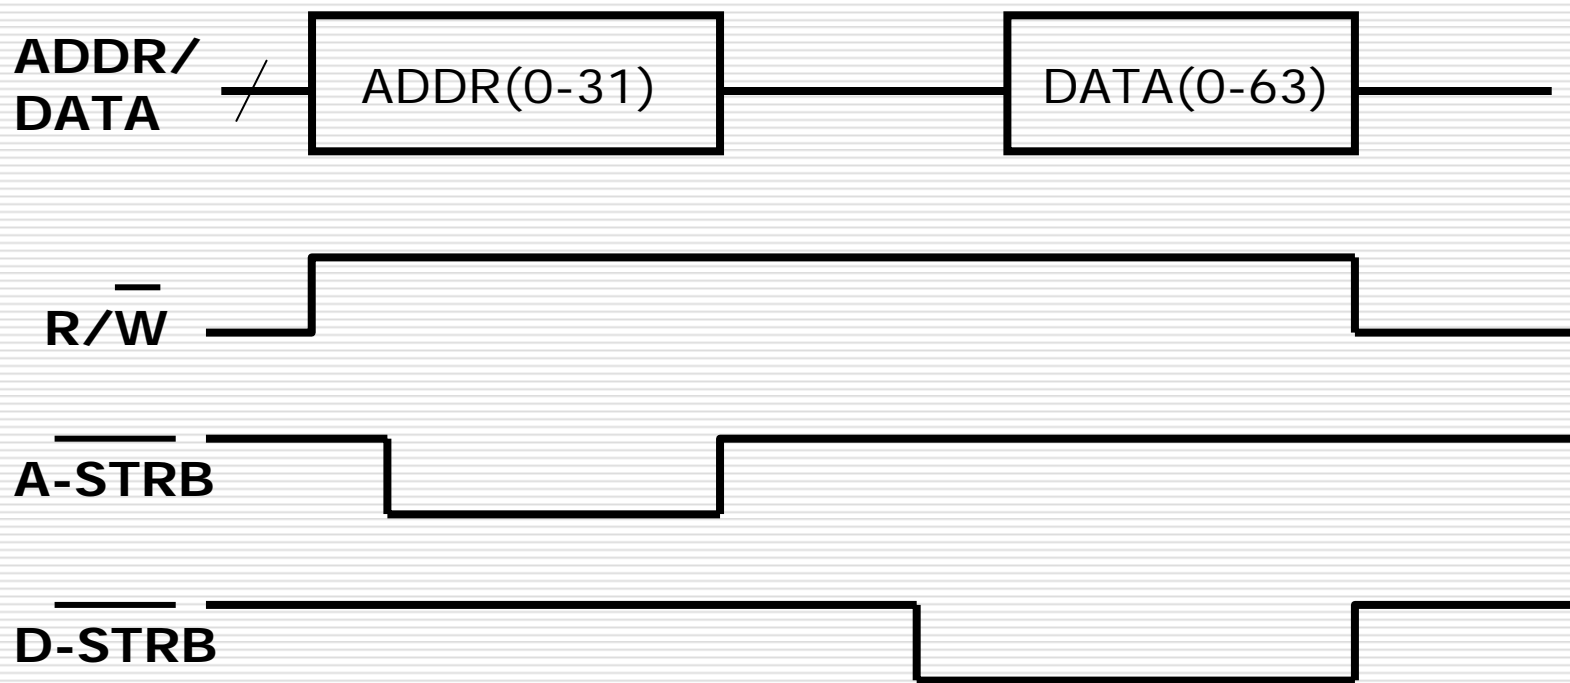 ADDR/
DATA
ADDR(0-31)
DATA(0-63)
R/W
A-STRB
D-STRB